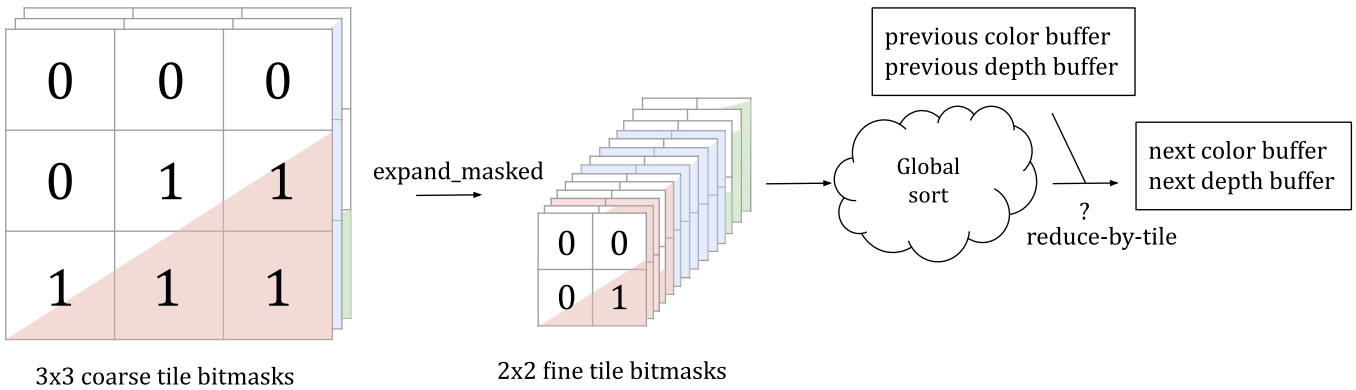 0 0 0
0 1 1
1 1 1
3x3 coarse tile bitmasks
expand_masked
0 0
0 1
2x2 fine tile bitmasks
Global
sort
previous color buffer
previous depth buffer
?
reduce-by-tile
next color buffer
next depth buffer